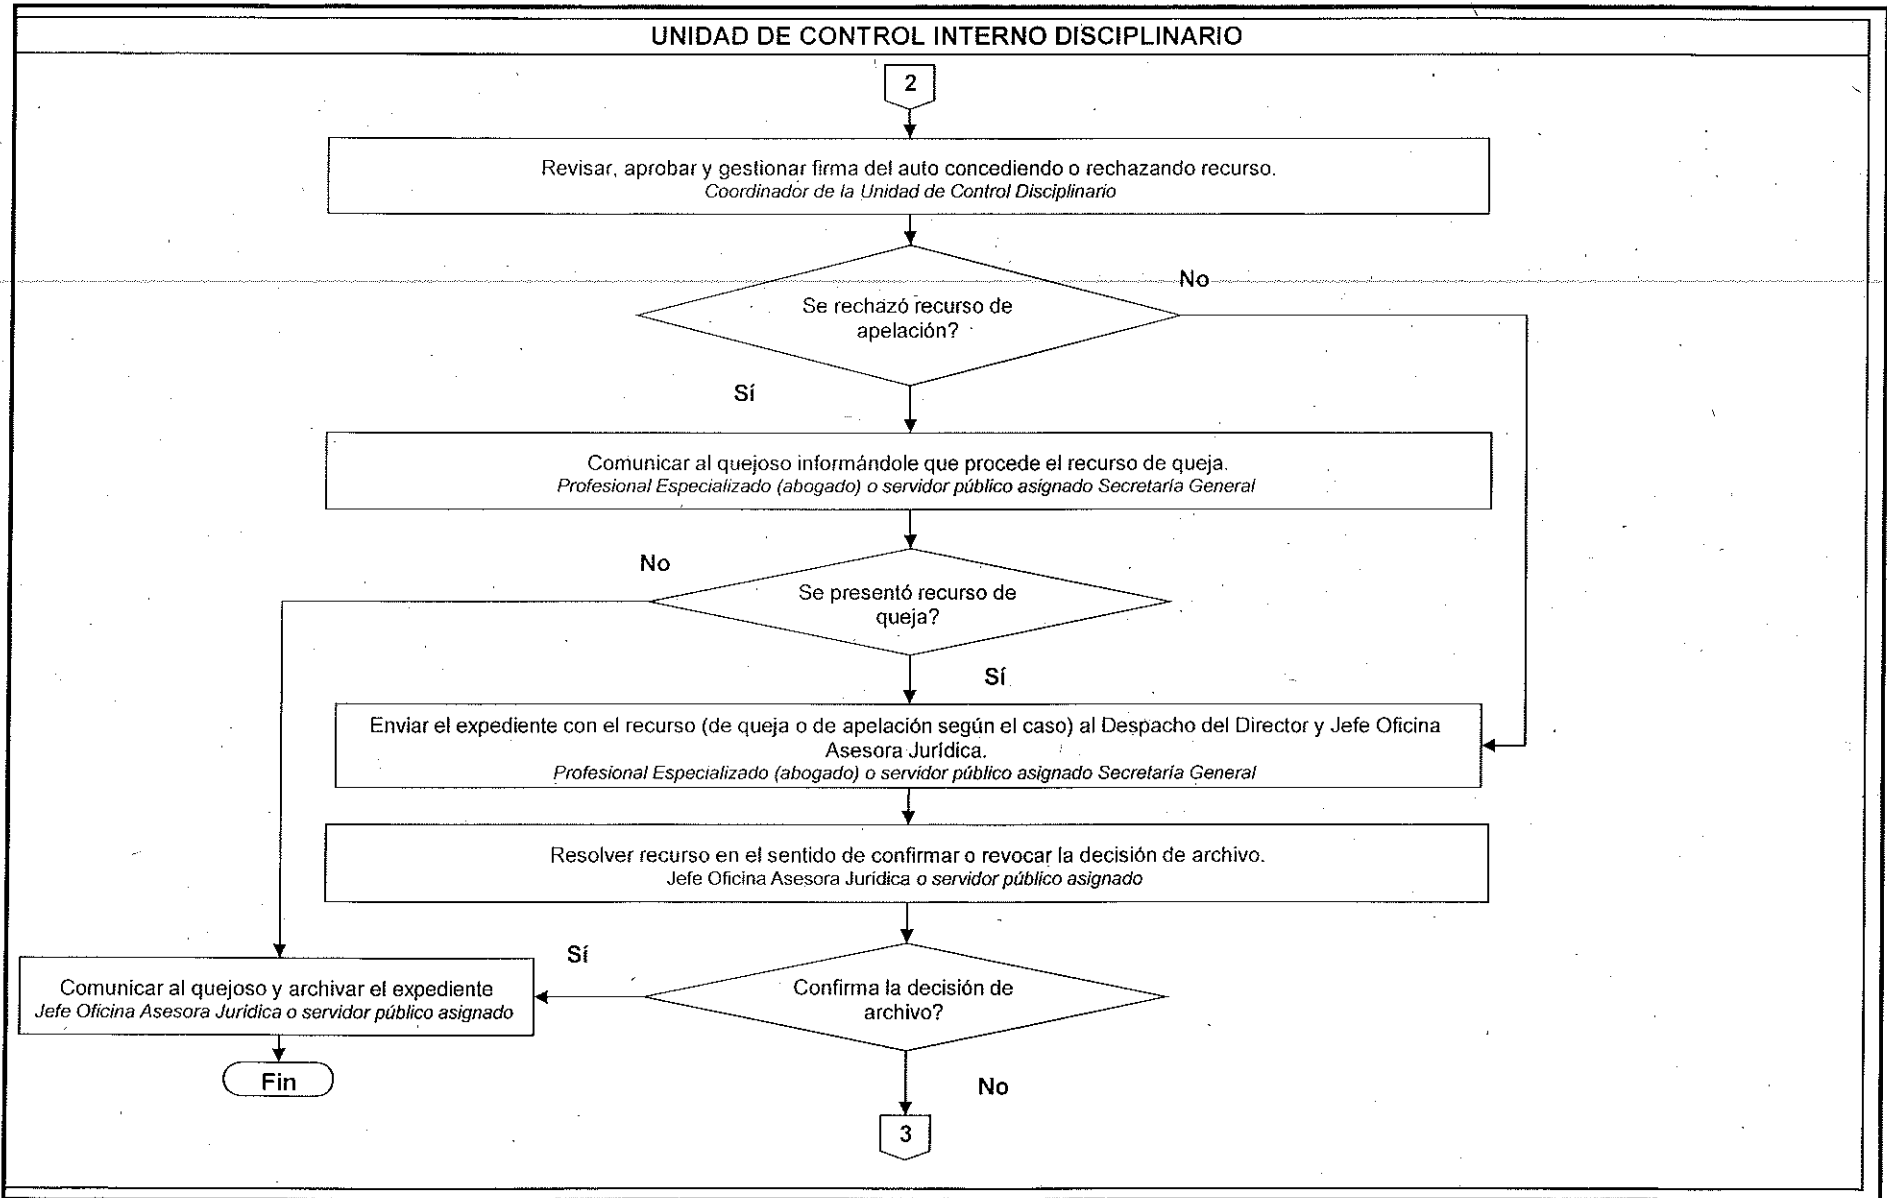 UNIDAD DE CONTROL INTERNO DISCIPLINARIO
2
Revisar, aprobar y gestionar firma del auto concediendo o rechazando recurso.
Coordinador de la Unidad de Control Disciplinario
No
Se rechazó recurso de
apelación?
Sí
Comunicar al quejoso informándole que procede el recurso de queja.
Profesional Especializado (abogado) o servidor público asignado Secretaría General
No
Se presentó recurso de
queja?
Sí
Enviar el expediente con el recurso (de queja o de apelación según el caso) al Despacho del Director y Jefe Oficina
Asesora Jurídica.
Profesional Especializado (abogado) o servidor público asignado Secretaría General
Resolver recurso en el sentido de confirmar o revocar la decisión de archivo.
Jefe Oficina Asesora Jurídica o servidor público asignado
Sí
Confirma la decisión de
archivo?
Comunicar al quejoso y archivar el expediente
Jefe Oficina Asesora Jurídica o servidor público asignado
Fin
No
3